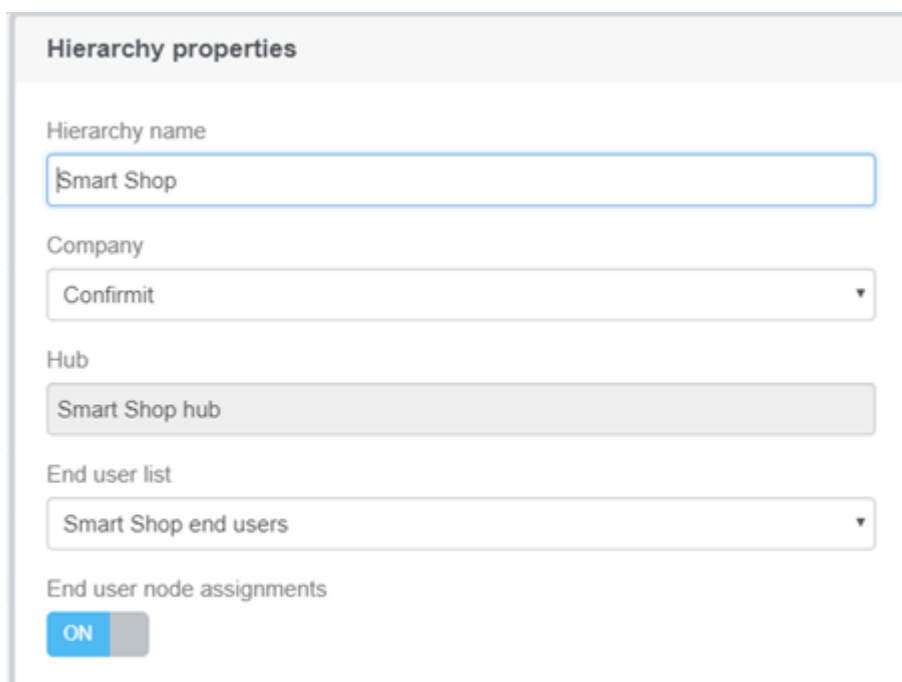 Hierarchy properties
Hierarchy name
Smart Shop
Company
Confirmit
Hub
Smart Shop hub
End user list
Smart Shop end users
End user node assignments
ON